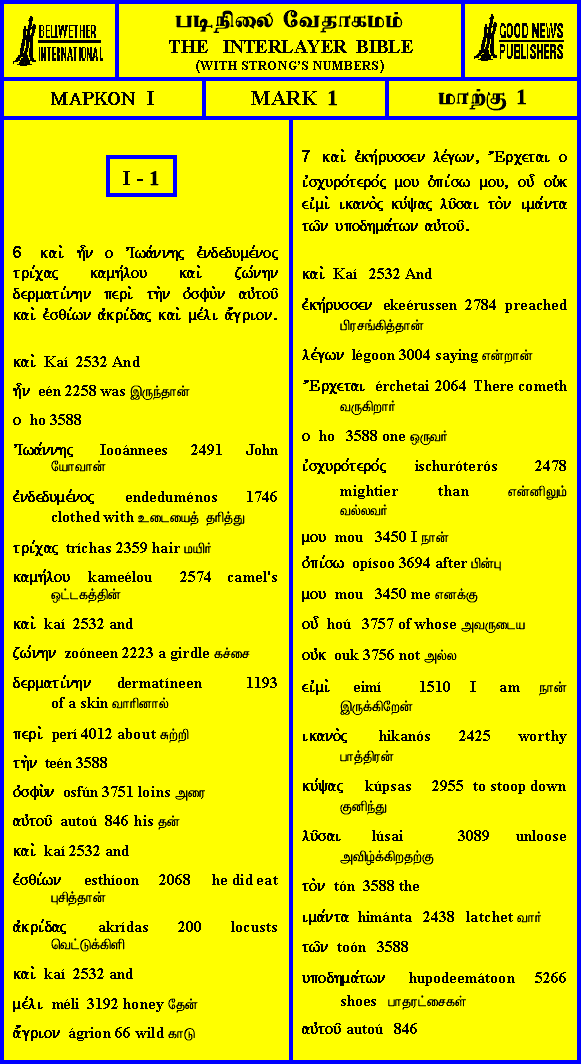 BELLWETHER
INTERNATIONAL
படிநிலை வேதாகமம்
THE INTERLAYER BIBLE
(WITH STRONG'S NUMBERS)
GOOD NEWS
PUBLISHERS
ΜΑΡΚΟΝ Ι
MARK 1
மாற்கு 1
I - 1
6 καὶ ἦν ο Ἰωάννης ἐνδεδυμένος
τρίχας καμήλου καὶ ζώνην
δερματίνην περὶ τὴν ὀσφὺν αὐτοῦ
καὶ ἐσθίων ἀκρίδας καὶ μέλι ἄγριον.
καὶ Kaí 2532 And
ἦν eén 2258 was இருந்தான்
ο ho 3588
Ἰωάννης Iooánnees 2491 John
யோவான்
ἐνδεδυμένος endeduménos 1746
clothed with உடையைத் தரித்து
τρίχας tríchas 2359 hair மயிர்
καμήλου kameélou 2574 camel's
ஒட்டகத்தின்
καὶ kaí 2532 and
ζώνην zoóneen 2223 a girdle கச்சை
δερματίνην dermatíneen 1193
of a skin வாரினால்
περὶ perí 4012 about சுற்றி
τὴν teén 3588
ὀσφὺν osfún 3751 loins அரை
αὐτοῦ autoú 846 his தன்
καὶ kaí 2532 and
ἐσθίων esthíoon 2068 he did eat
புசித்தான்
ἀκρίδας akrídas 200 locusts
வெட்டுக்கிளி
καὶ kaí 2532 and
μέλι méli 3192 honey தேன்
ἄγριον ágrion 66 wild காடு
7 καὶ ἐκήρυσσεν λέγων, Ἔρχεται ο
ἰσχυρότερός μου ὀπίσω μου, οὗ οὐκ
εἰμὶ ικανὸς κύψας λῦσαι τὸν ιμάντα
τῶν υποδημάτων αὐτοῦ.
καὶ Kaí 2532 And
ἐκήρυσσεν ekeérussen 2784 preached
பிரசங்கித்தான்
λέγων légoon 3004 saying என்றான்
Ἔρχεται érchetai 2064 There cometh
வருகிறார்
ο ho 3588 one ஒருவர்
ἰσχυρότερός ischuróterós 2478
mightier than என்னிலும்
வல்லவர்
μου mou 3450 I நான்
ὀπίσω opísoo 3694 after பின்பு
μου mou 3450 me எனக்கு
οὗ hoú 3757 of whose அவருடைய
οὐκ ouk 3756 not அல்ல
εἰμὶ eimí 1510 I am நான்
இருக்கிறேன்
ικανὸς hikanós 2425 worthy
பாத்திரன்
κύψας kúpsas 2955 to stoop down
குனிந்து
λῦσαι lúsai 3089 unloose
அவிழ்க்கிறதற்கு
τὸν tón 3588 the
ιμάντα himánta 2438 latchet வார்
τῶν toón 3588
υποδημάτων hupodeemátoon 5266
shoes பாதரட்சைகள்
αὐτοῦ autoú 846